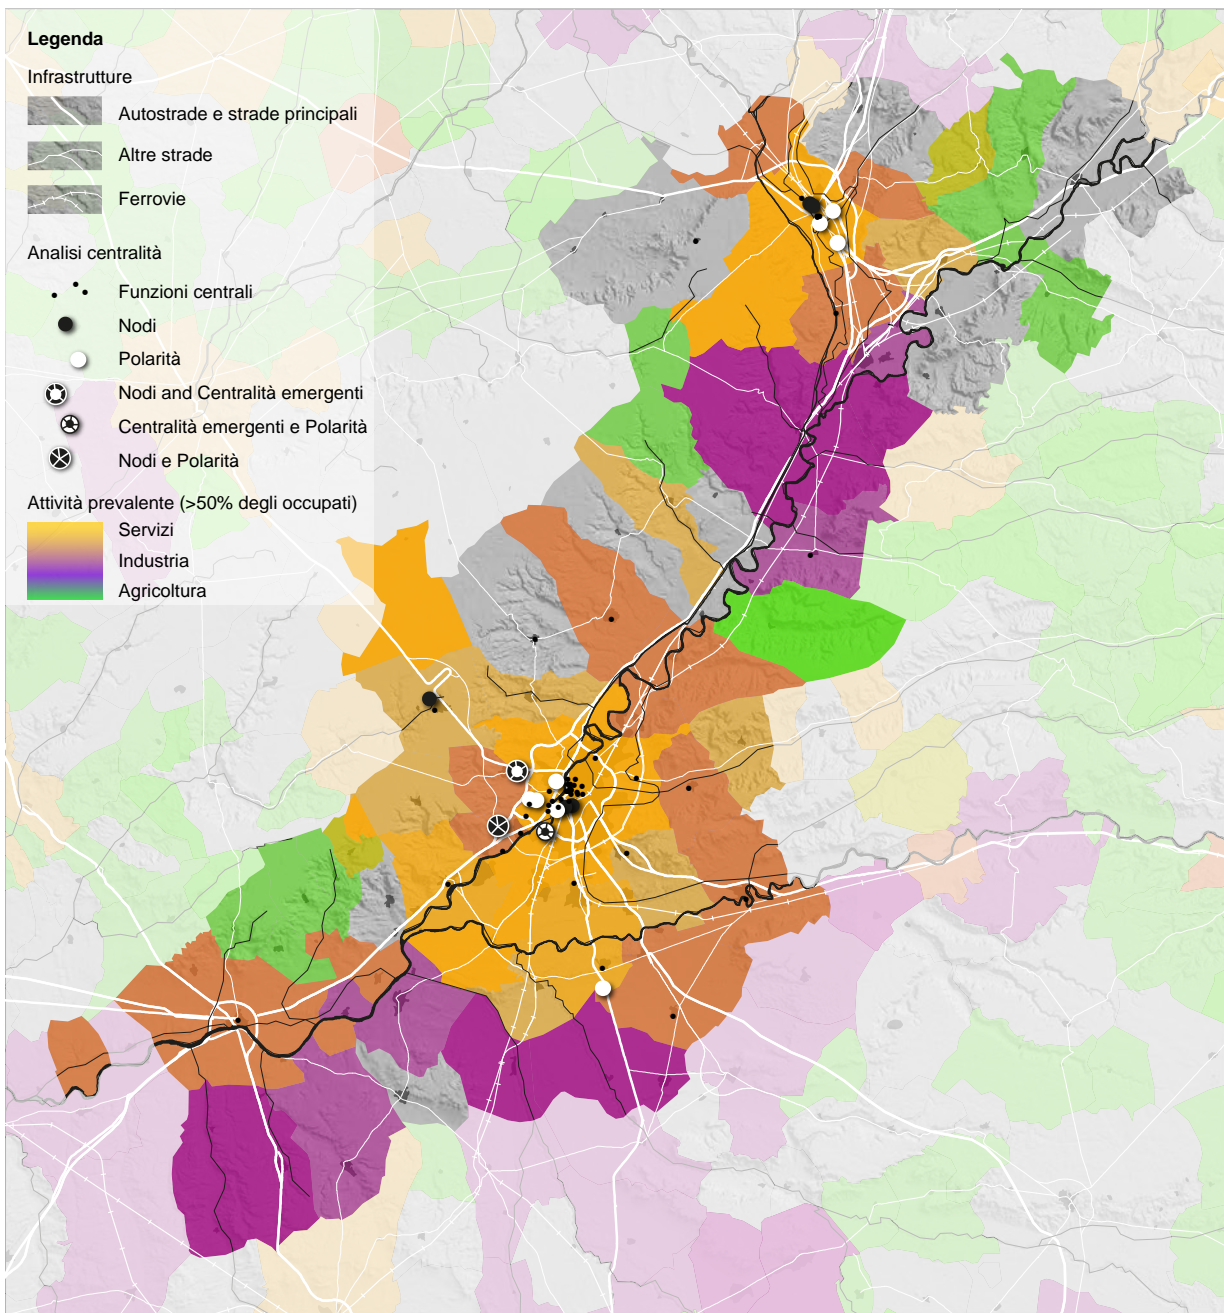 Legenda
Infrastrutture
Autostrade e strade principali
Altre strade
Ferrovie
Analisi centralità
Funzioni centrali
Nodi
Polarità
Nodi and Centralità emergenti
Centralità emergenti e Polarità
Nodi e Polarità
Attività prevalente (>50% degli occupati)
Servizi
Industria
Agricoltura